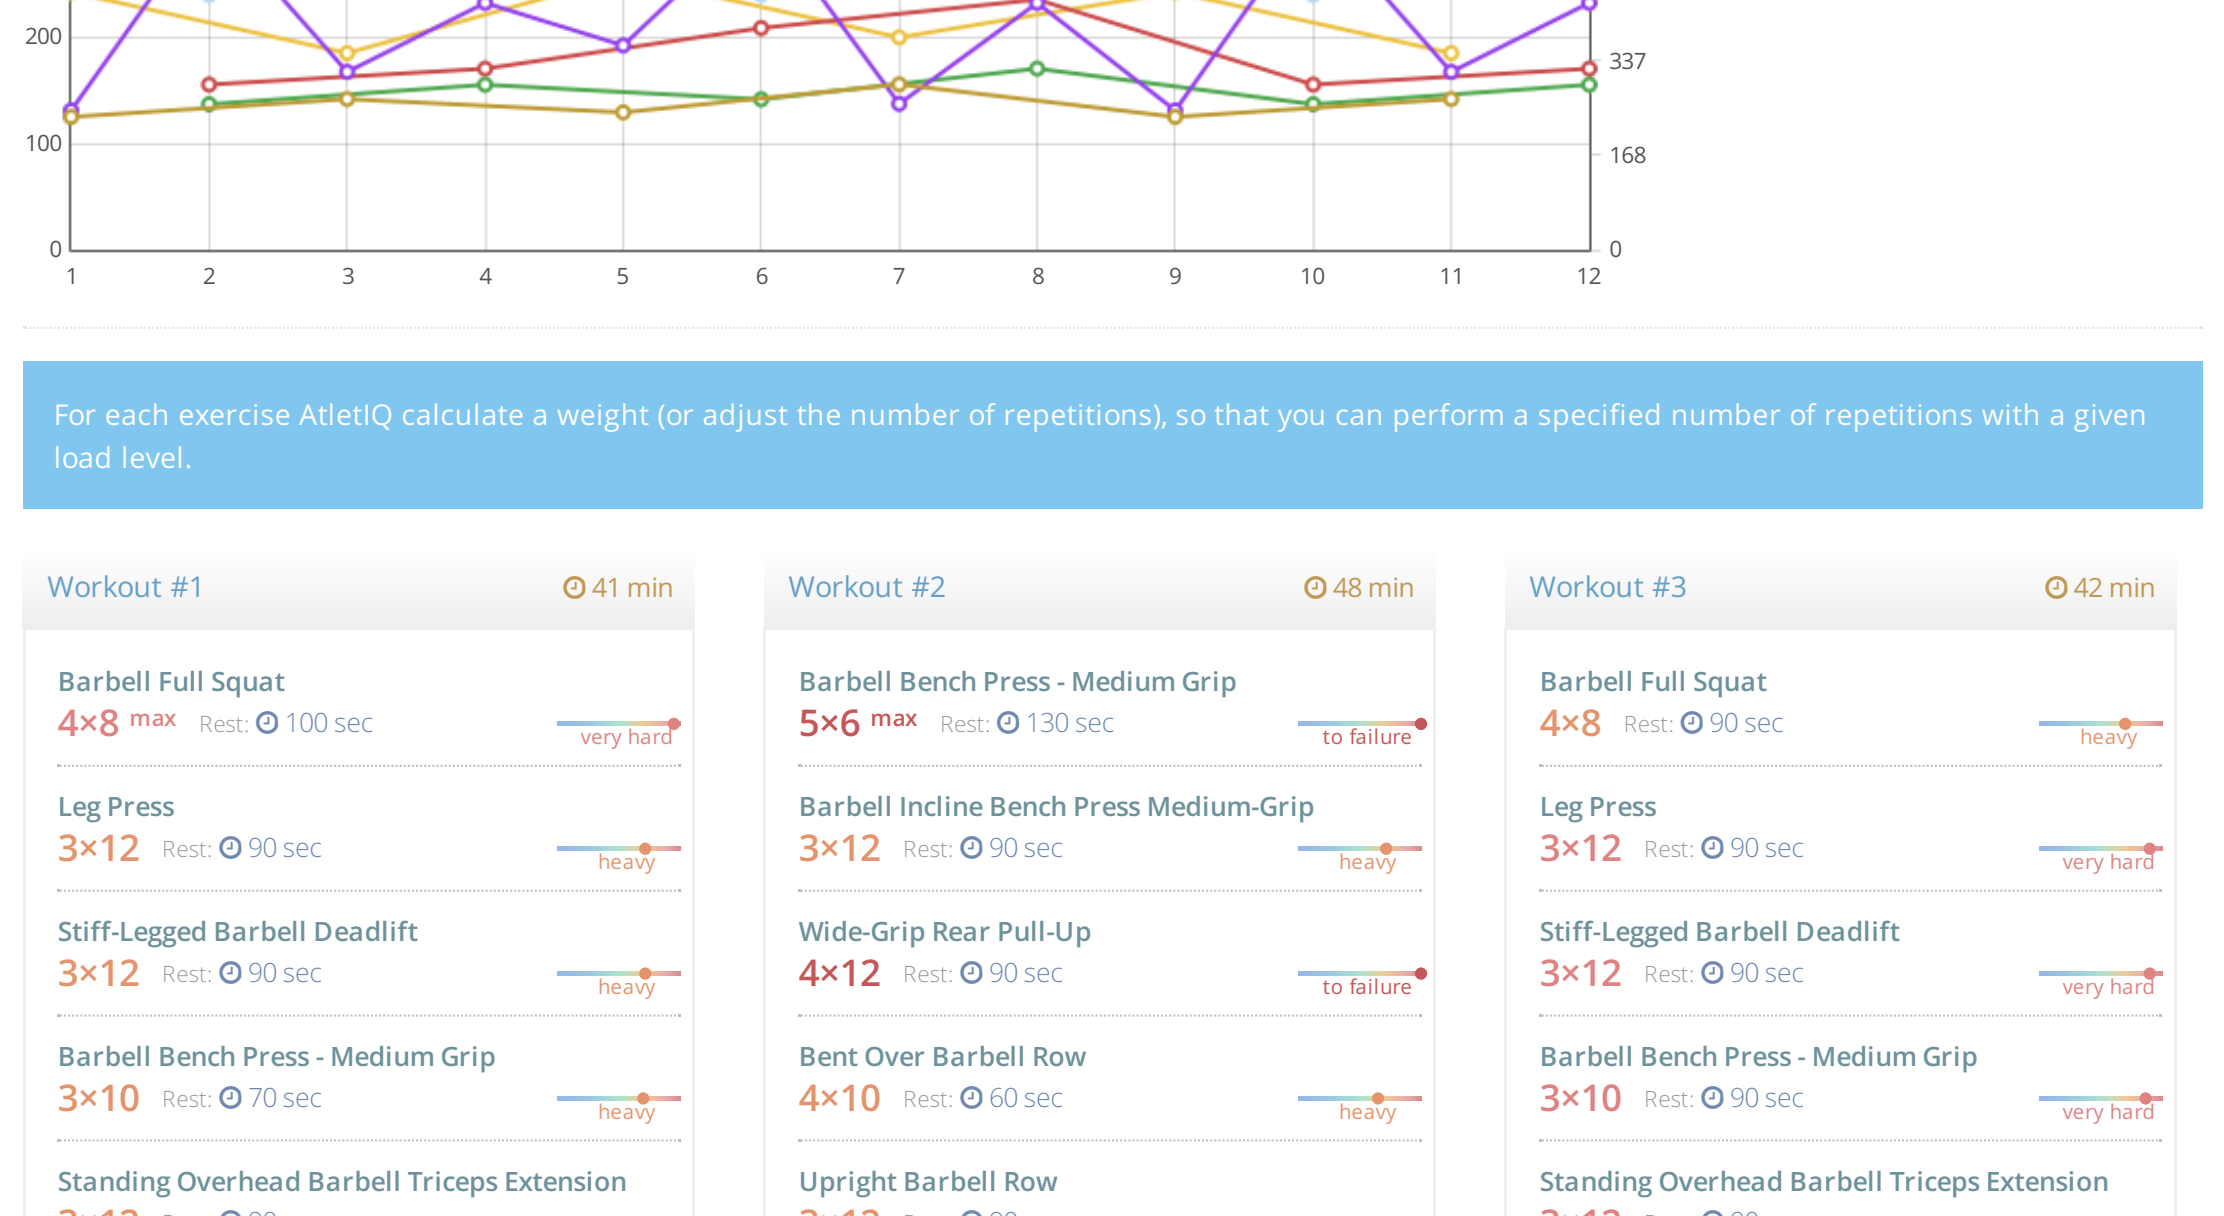 200
337
100
168
0
0
1 2 3 4 5 6 7 8 9 10 11 12
For each exercise AtletIQ calculate a weight (or adjust the number of repetitions), so that you can perform a specified number of repetitions with a given
load level.
Workout #1 41 min
Barbell Full Squat
4×8 max Rest: 100 sec
very hard
Leg Press
3×12 Rest: 90 sec
heavy
Stiff-Legged Barbell Deadlift
3×12 Rest: 90 sec
heavy
Barbell Bench Press - Medium Grip
3×10 Rest: 70 sec
heavy
Standing Overhead Barbell Triceps Extension
Workout #2 48 min
Barbell Bench Press - Medium Grip
5×6 max Rest: 130 sec
to failure
Barbell Incline Bench Press Medium-Grip
3×12 Rest: 90 sec
heavy
Wide-Grip Rear Pull-Up
4×12 Rest: 90 sec
to failure
Bent Over Barbell Row
4×10 Rest: 60 sec
heavy
Upright Barbell Row
Workout #3 42 min
Barbell Full Squat
4×8 Rest: 90 sec
heavy
Leg Press
3×12 Rest: 90 sec
very hard
Stiff-Legged Barbell Deadlift
3×12 Rest: 90 sec
very hard
Barbell Bench Press - Medium Grip
3×10 Rest: 90 sec
very hard
Standing Overhead Barbell Triceps Extension